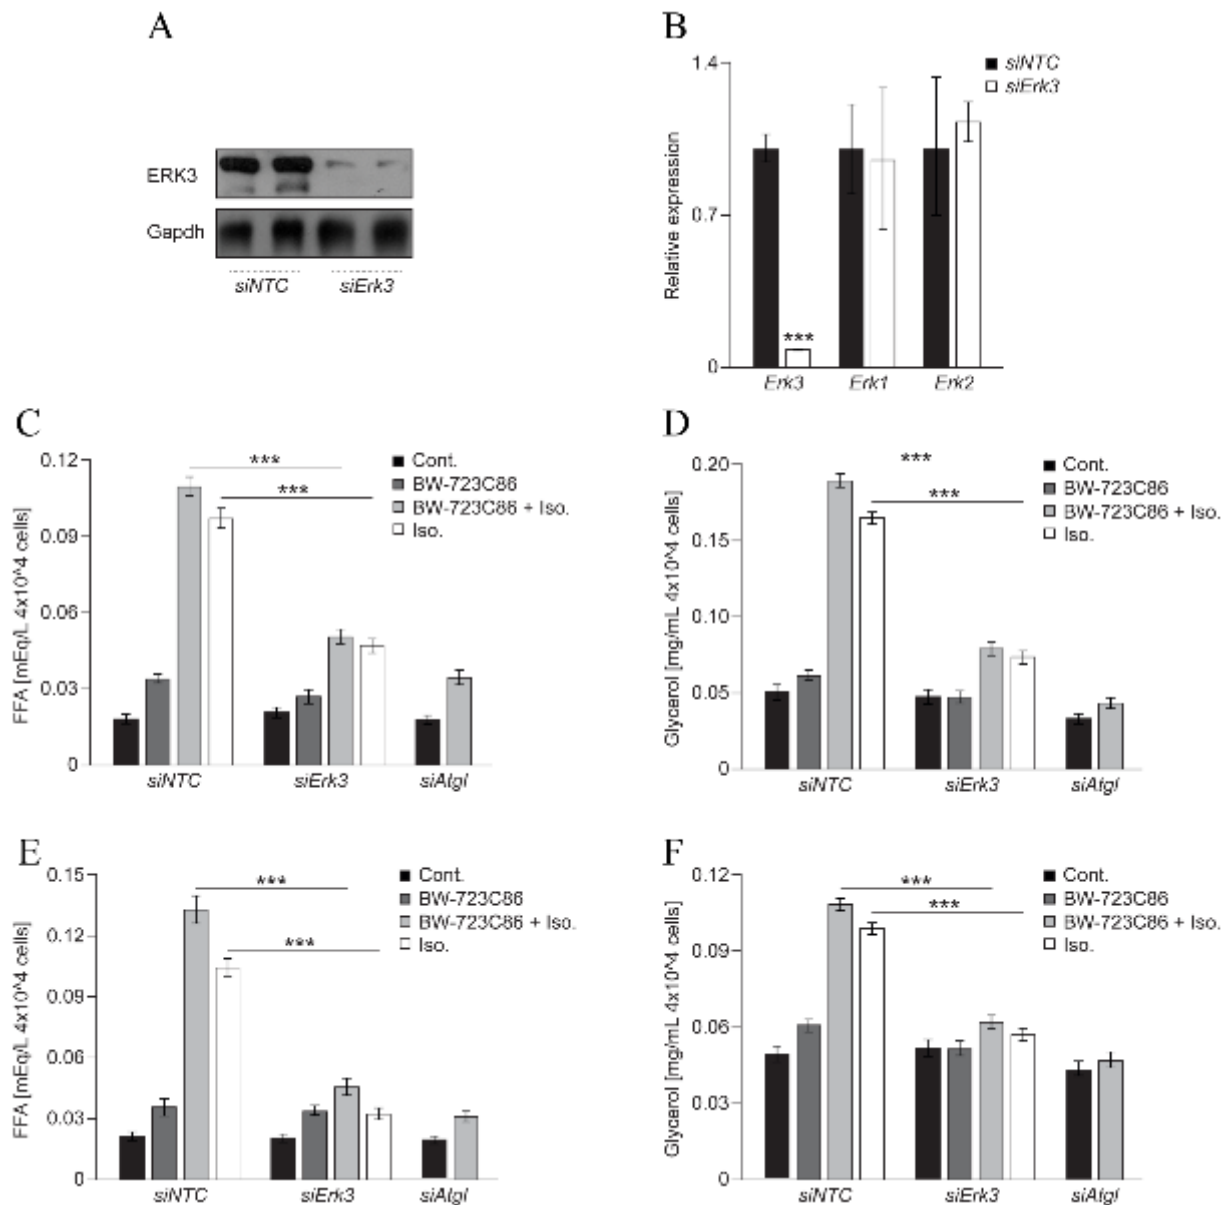 A
ERK3
Gapdh
siNTC siErk3
B
siNTC
siErk3
Relative expression
1.4
0.7
0
***
Erk3 Erk1 Erk2
C
FFA [mEq/L 4x10^4 cells]
0.12
0.09
0.06
0.03
0
***
***
Cont.
BW-723C86
BW-723C86 + Iso.
Iso.
siNTC siErk3 siAtgl
D
Glycerol [mg/mL 4x10^4 cells]
0.20
0.15
0.10
0.05
0
***
***
Cont.
BW-723C86
BW-723C86 + Iso.
Iso.
siNTC siErk3 siAtgl
E
FFA [mEq/L 4x10^4 cells]
0.15
0.12
0.09
0.06
0.03
0
***
***
Cont.
BW-723C86
BW-723C86 + Iso.
Iso.
siNTC siErk3 siAtgl
F
Glycerol [mg/mL 4x10^4 cells]
0.12
0.09
0.06
0.03
0
***
***
Cont.
BW-723C86
BW-723C86 + Iso.
Iso.
siNTC siErk3 siAtgl